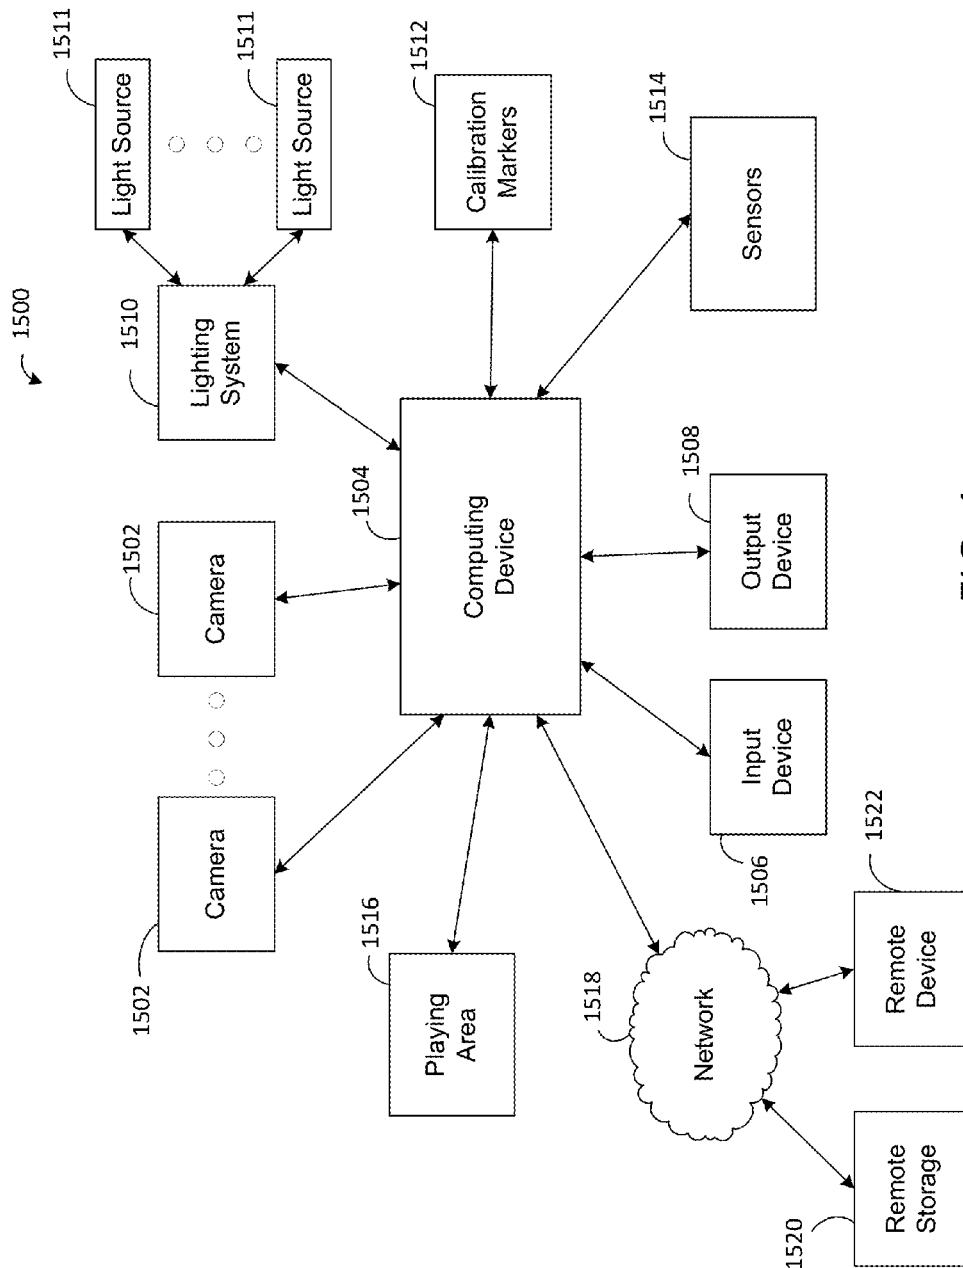 1500
1502
Camera
1502
Camera
1510
Lighting
System
1511
Light Source
1511
Light Source
1504
Computing
Device
1512
Calibration
Markers
1514
Sensors
1516
Playing
Area
1518
Network
1506
Input
Device
1508
Output
Device
1520
Remote
Storage
1522
Remote
Device